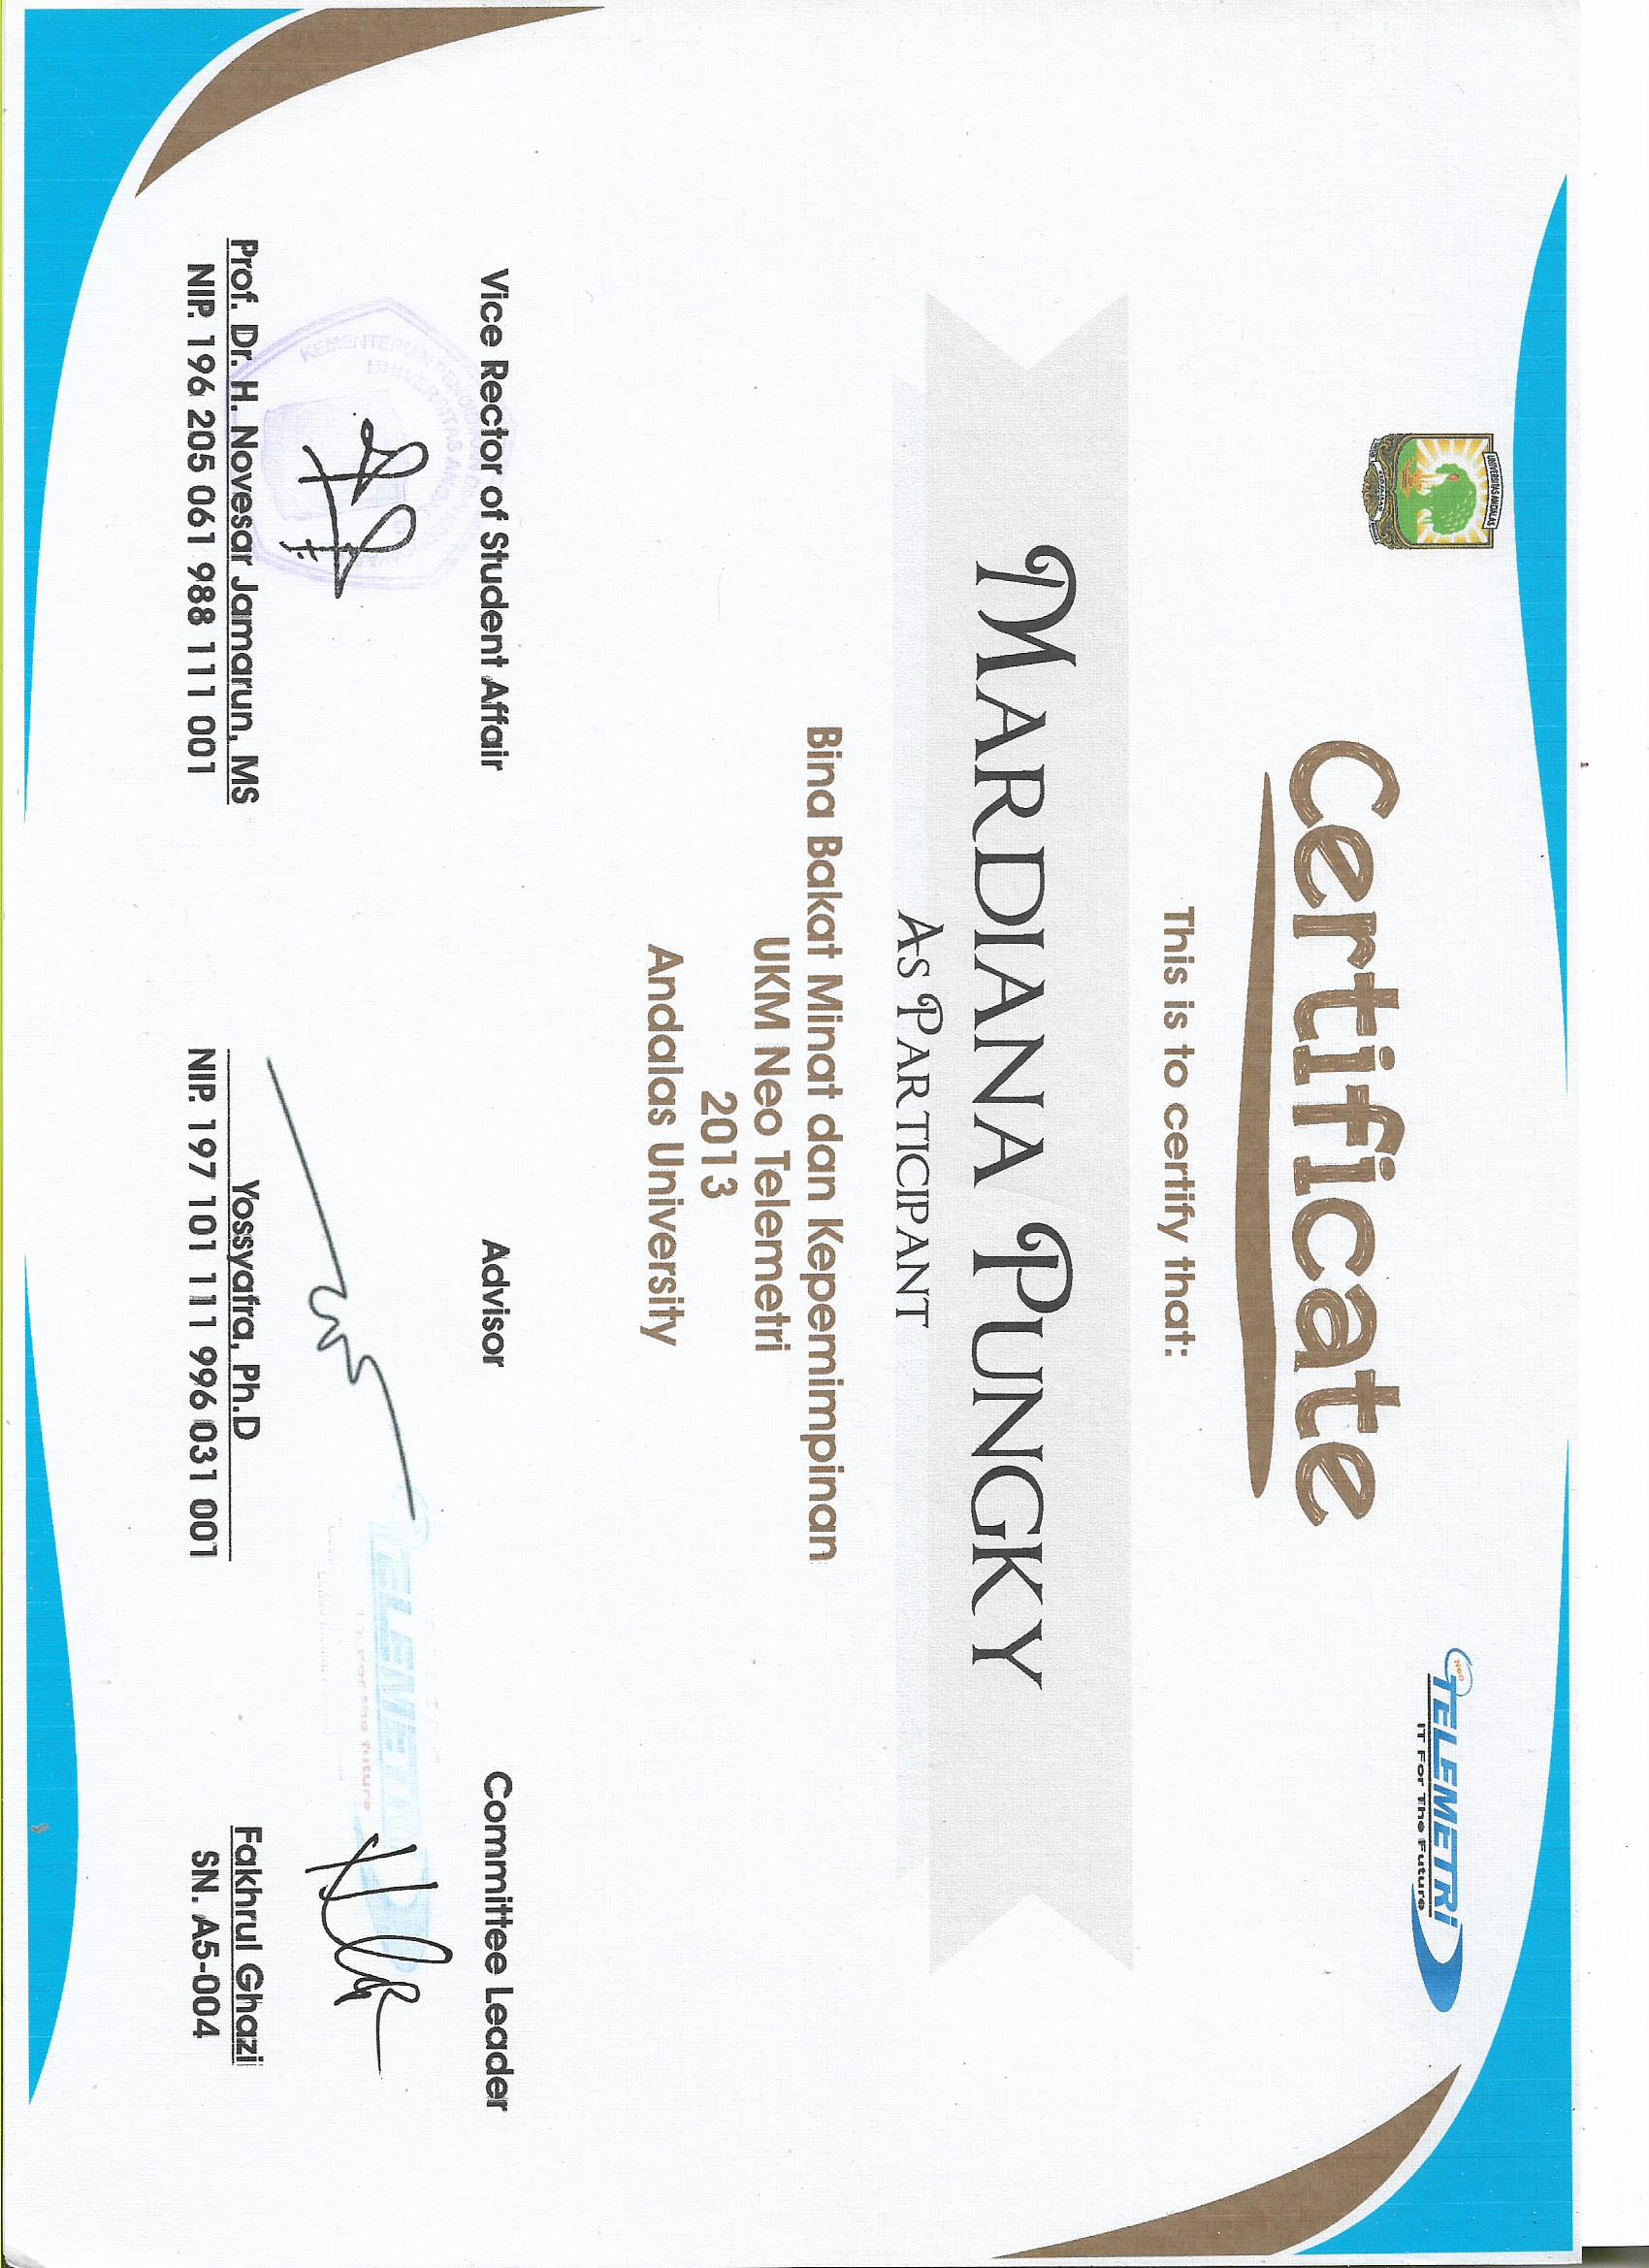 UNIVERSITAS ANDALAS
KEDJAJAAN
Neo
TELEMETRI
IT For The Future
Certificate
This is to certify that:
MARDIANA PUNGKY
AS PARTICIPANT
Bina Bakat Minat dan Kepemimpinan
UKM Neo Telemetri
2013
Andalas University
Vice Rector of Student Affair
Advisor
Committee Leader
UNIVERSITAS ANDALAS
TELEMETRI
IT For the future
Prof. Dr. H. Novesar Jamarun, MS
Yossyafra, Ph.D
Fakhrul Ghazi
NIP. 196 205 061 988 111 001
NIP. 197 101 111 996 031 001
SN. A5-004